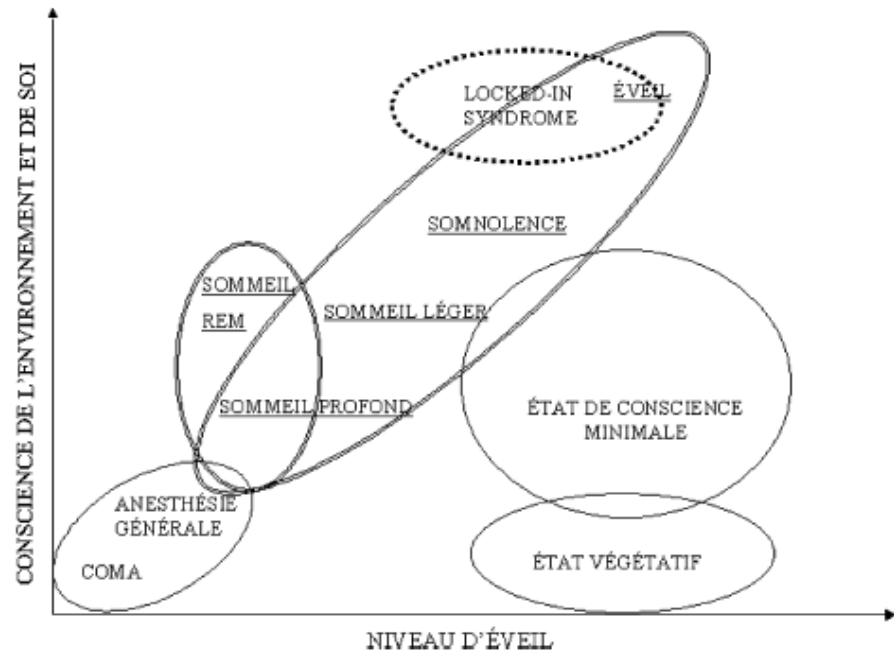 CONSCIENCE DE L'ENVIRONNEMENT ET DE SOI
LOCKED-IN
SYNDROME
ÉVEIL
SOMNOLENCE
SOMMEIL
REM
SOMMEIL LÉGER
SOMMEIL PROFOND
ÉTAT DE CONSCIENCE
MINIMALE
ANESTHÉSIE
GÉNÉRALE
COMA
ÉTAT VÉGÉTATIF
NIVEAU D'ÉVEIL